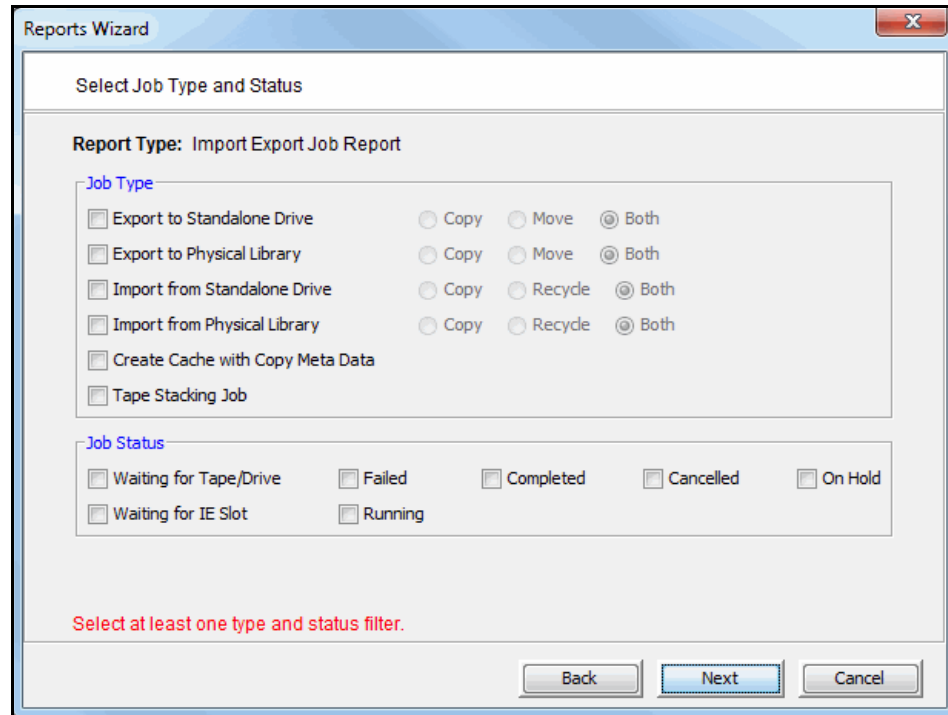 Reports Wizard
Select Job Type and Status
Report Type: Import Export Job Report
Job Type
Export to Standalone Drive Copy Move Both
Export to Physical Library Copy Move Both
Import from Standalone Drive Copy Recycle Both
Import from Physical Library Copy Recycle Both
Create Cache with Copy Meta Data
Tape Stacking Job
Job Status
Waiting for Tape/Drive Failed Completed Cancelled On Hold
Waiting for IE Slot Running
Select at least one type and status filter.
Back Next Cancel